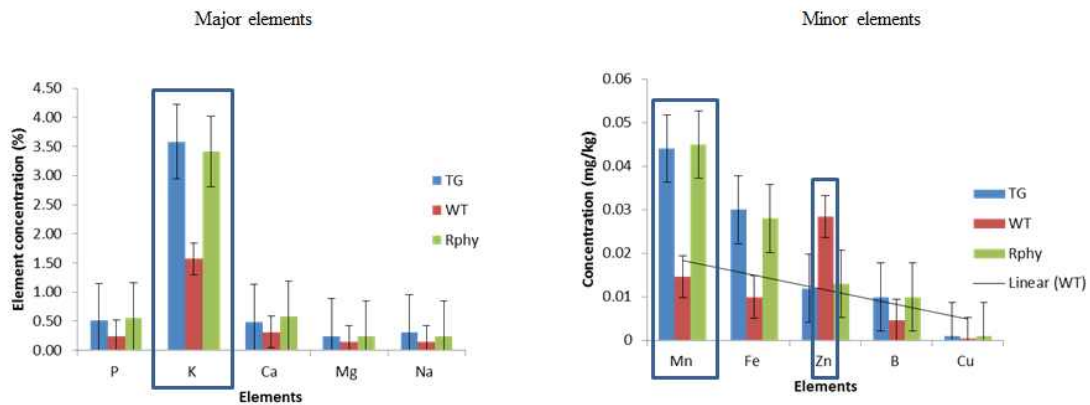 Major elements
Element concentration (%)
4.50
4.00
3.50
3.00
2.50
2.00
1.50
1.00
0.50
0.00
P K Ca Mg Na
Elements
TG
WT
Rphy
Minor elements
Concentration (mg/kg)
0.06
0.05
0.04
0.03
0.02
0.01
0
Mn Fe Zn B Cu
Elements
TG
WT
Rphy
Linear (WT)